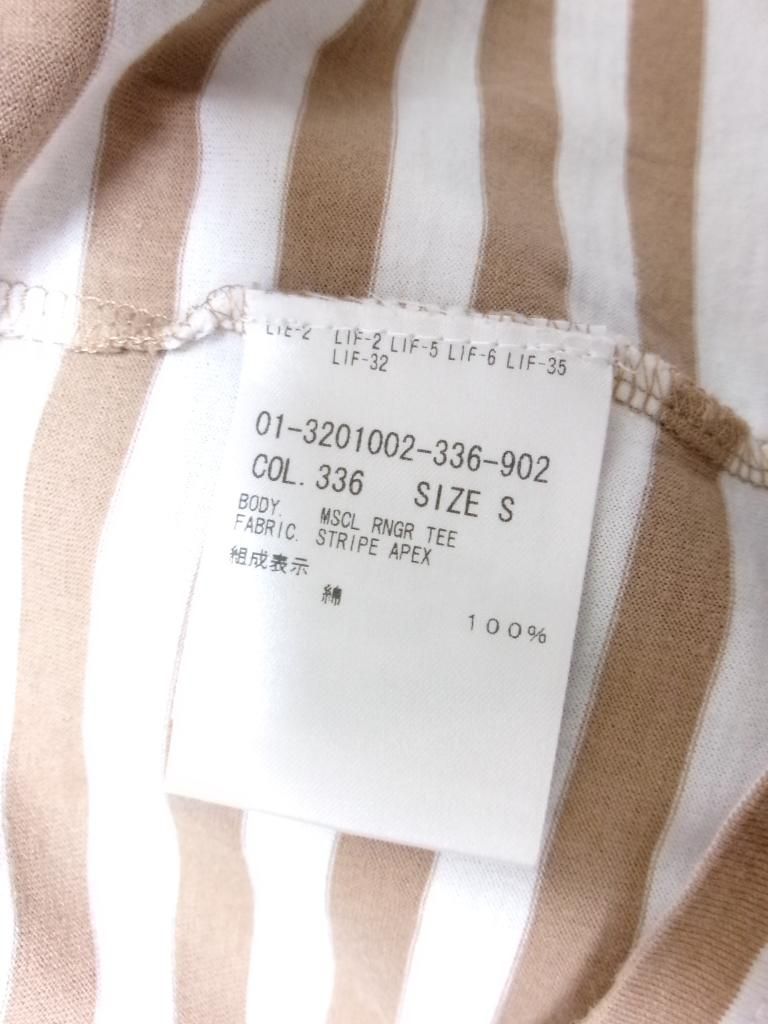 LIF-2 LIF-2 LIF-5 LIF-6 LIF-35
LIF-32
01-3201002-336-902
COL. 336 SIZE S
BODY. MSCL RNGR TEE
FABRIC. STRIPE APEX
組成表示
綿
100%